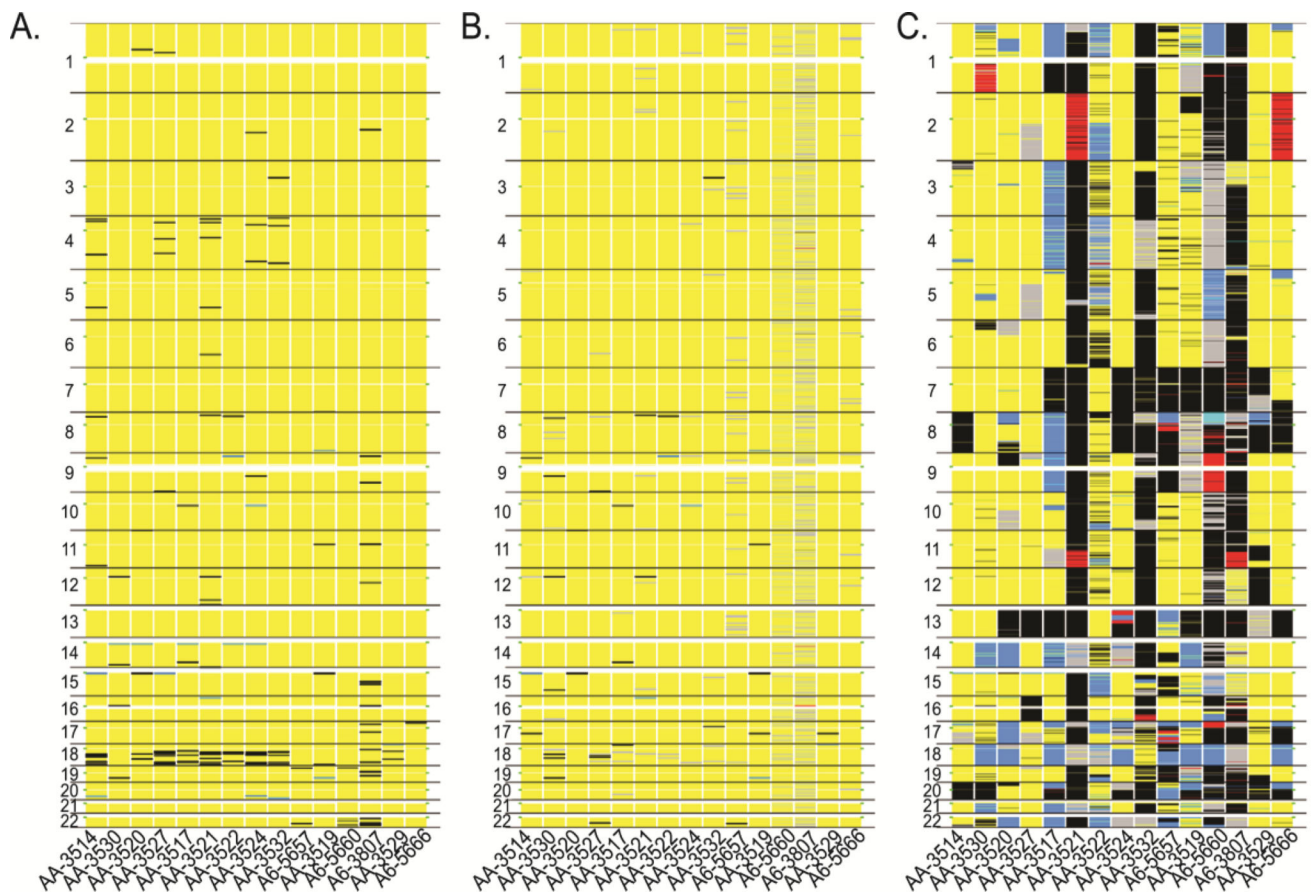 A.
1
2
3
4
5
6
7
8
9
10
11
12
13
14
15
16
17
18
19
20
21
22
AA-3514
AA-3530
AA-3520
AA-3527
AA-3517
AA-3521
AA-3522
AA-3524
AA-3532
A6-5657
AA-3519
A6-5660
A6-3807
AA-3529
A6-5666
B.
1
2
3
4
5
6
7
8
9
10
11
12
13
14
15
16
17
18
19
20
21
22
AA-3514
AA-3530
AA-3520
AA-3527
AA-3517
AA-3521
AA-3522
AA-3524
AA-3532
A6-5657
AA-3519
A6-5660
A6-3807
AA-3529
A6-5666
C.
1
2
3
4
5
6
7
8
9
10
11
12
13
14
15
16
17
18
19
20
21
22
AA-3514
AA-3530
AA-3520
AA-3527
AA-3517
AA-3521
AA-3522
AA-3524
AA-3532
A6-5657
AA-3519
A6-5660
A6-3807
AA-3529
A6-5666